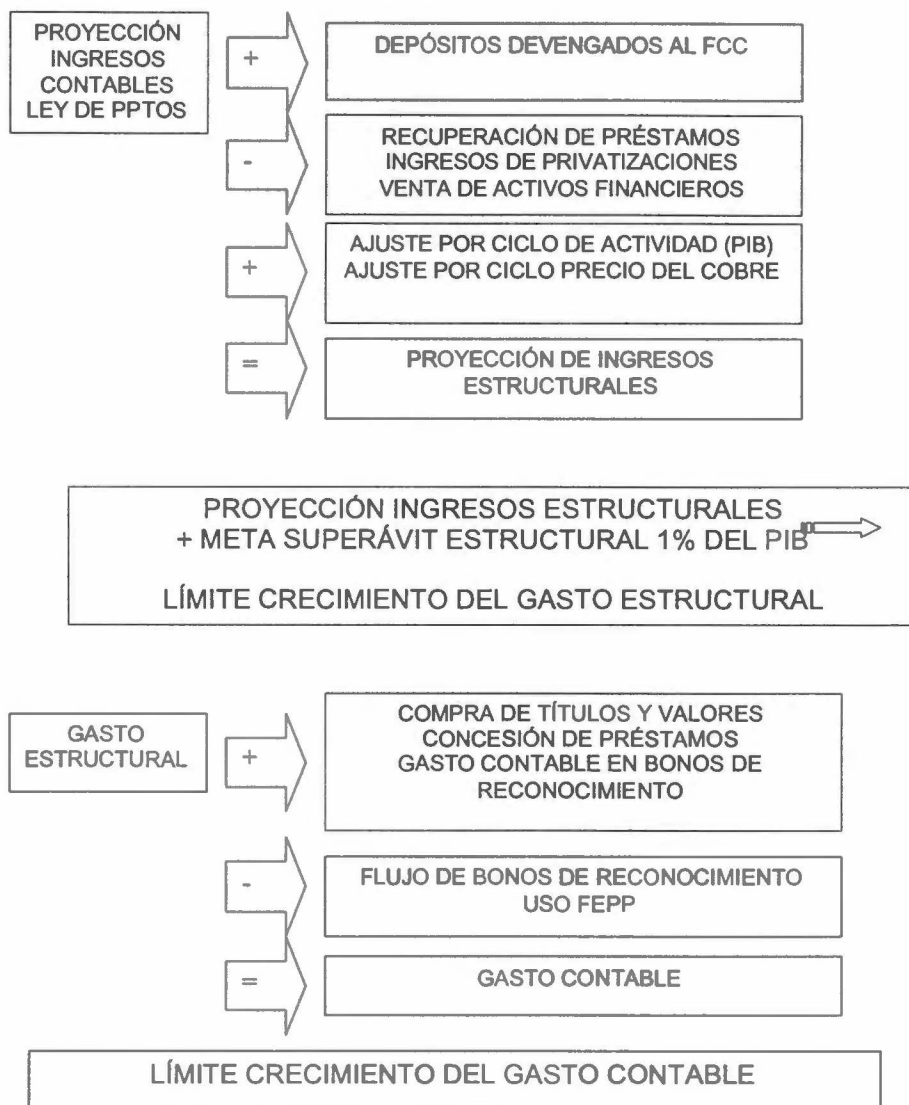 PROYECCIÓN
INGRESOS
CONTABLES
LEY DE PPTOS
+
DEPÓSITOS DEVENGADOS AL FCC
-
RECUPERACIÓN DE PRÉSTAMOS
INGRESOS DE PRIVATIZACIONES
VENTA DE ACTIVOS FINANCIEROS
+
AJUSTE POR CICLO DE ACTIVIDAD (PIB)
AJUSTE POR CICLO PRECIO DEL COBRE
=
PROYECCIÓN DE INGRESOS
ESTRUCTURALES
PROYECCIÓN INGRESOS ESTRUCTURALES
+ META SUPERÁVIT ESTRUCTURAL 1% DEL PIB
LÍMITE CRECIMIENTO DEL GASTO ESTRUCTURAL
GASTO
ESTRUCTURAL
+
COMPRA DE TÍTULOS Y VALORES
CONCESIÓN DE PRÉSTAMOS
GASTO CONTABLE EN BONOS DE
RECONOCIMIENTO
-
FLUJO DE BONOS DE RECONOCIMIENTO
USO FEPP
=
GASTO CONTABLE
LÍMITE CRECIMIENTO DEL GASTO CONTABLE